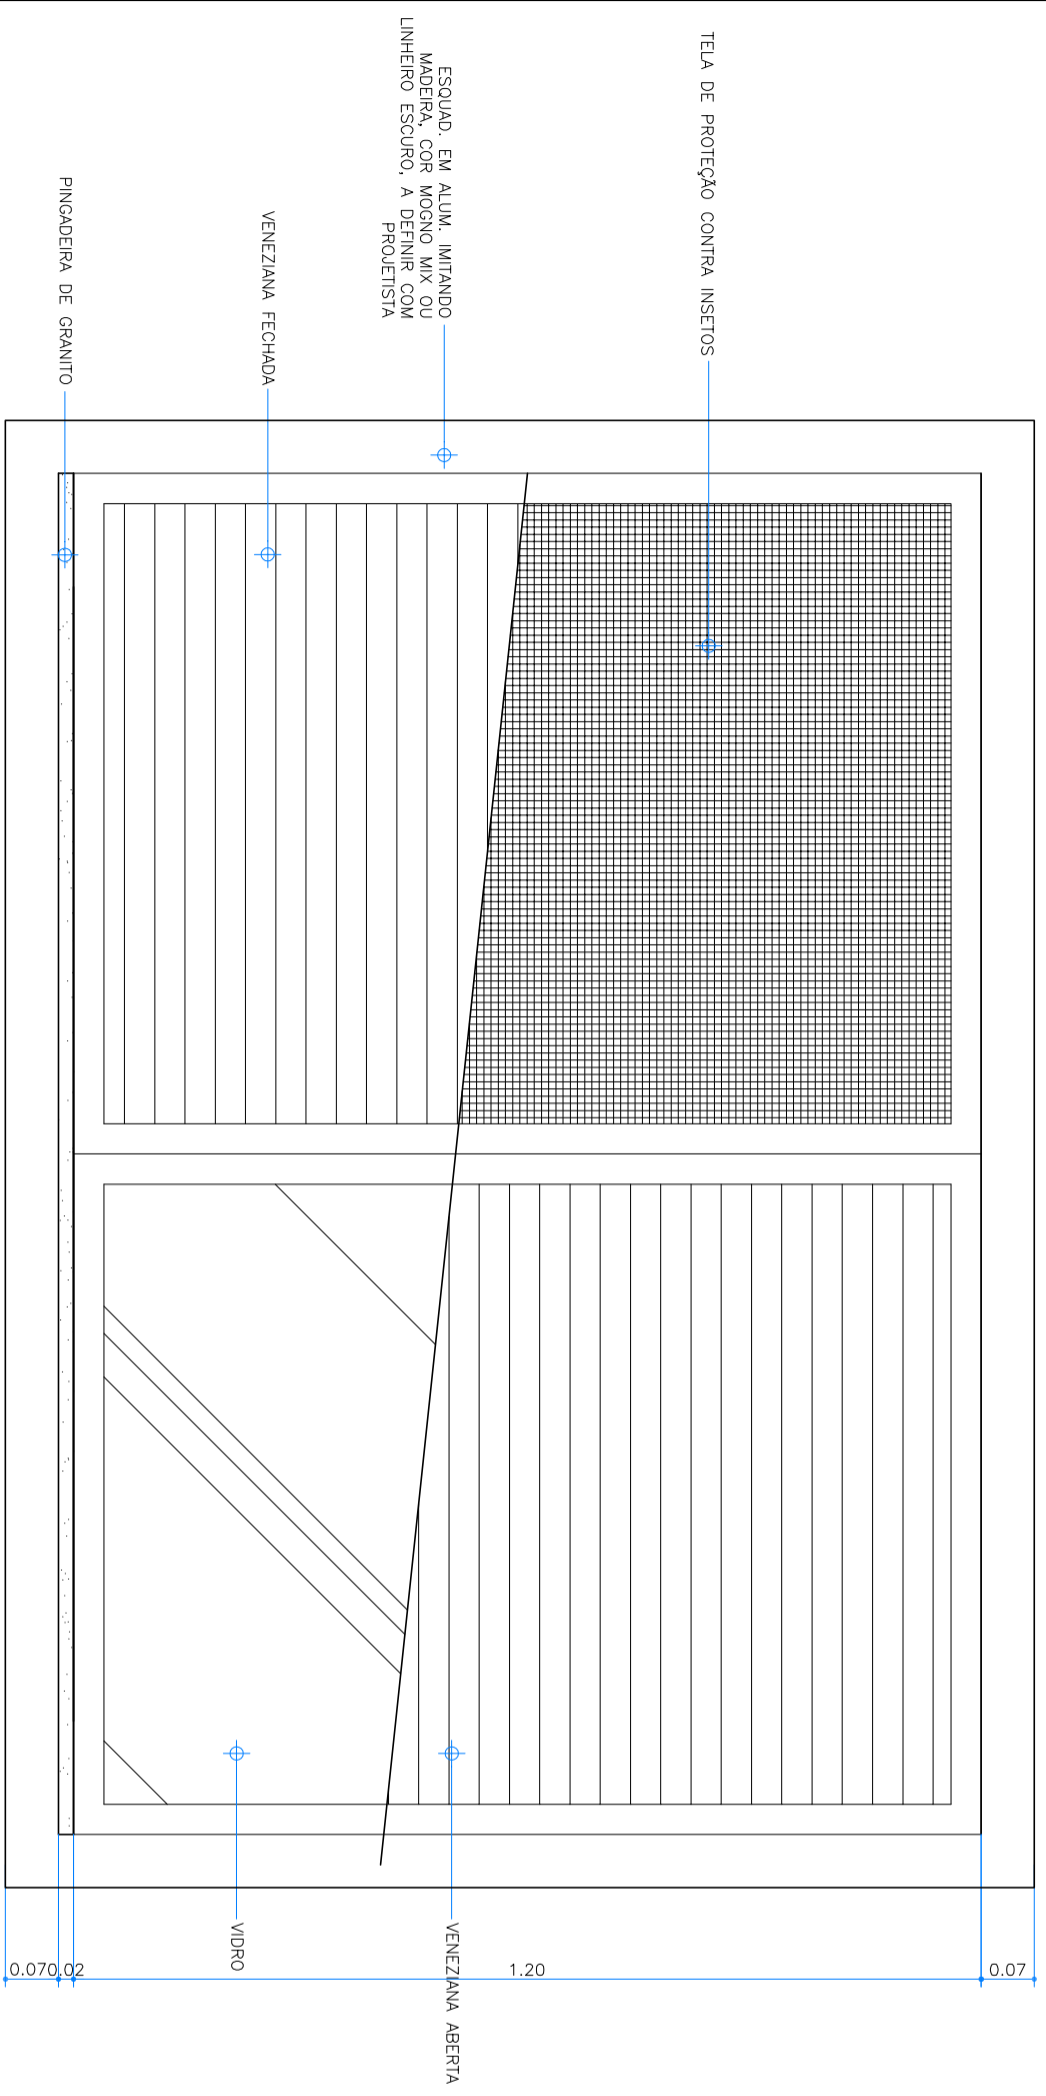 TELA DE PROTEÇÃO CONTRA INSETOS
ESQUAD. EM ALUM. IMITANDO
MADEIRA, COR MOGNO MIX OU
LINHEIRO ESCURO, A DEFINIR COM
PROJETISTA
VENEZIANA FECHADA
PINGADEIRA DE GRANITO
VENEZIANA ABERTA
VIDRO
0.07
0.02
1.20
0.07